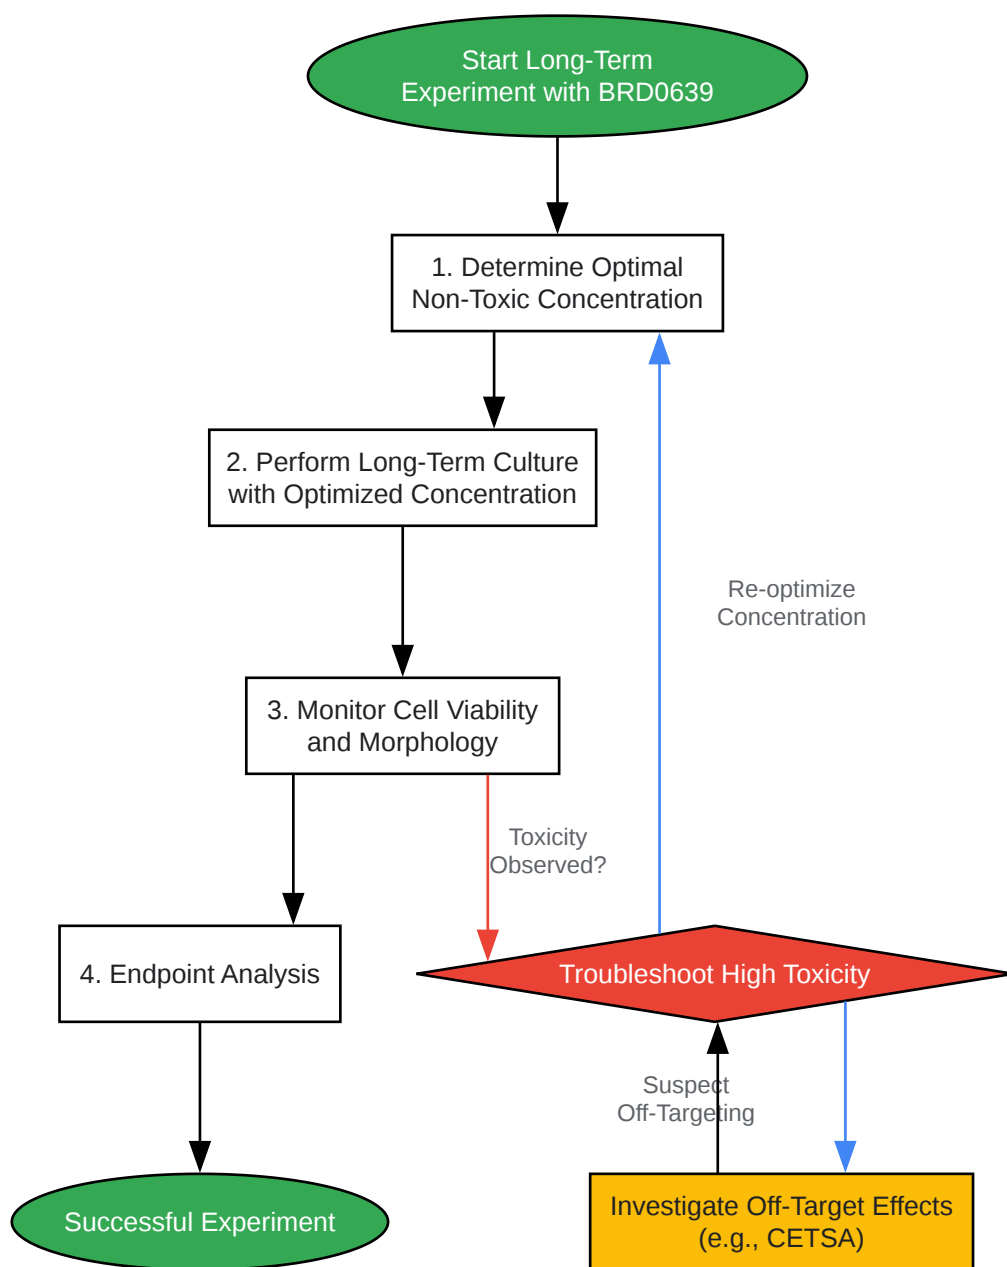 Start Long-Term
Experiment with BRD0639
1. Determine Optimal
Non-Toxic Concentration
2. Perform Long-Term Culture
with Optimized Concentration
Re-optimize
Concentration
3. Monitor Cell Viability
and Morphology
Toxicity
Observed?
4. Endpoint Analysis
Troubleshoot High Toxicity
Suspect
Off-Targeting
Successful Experiment
Investigate Off-Target Effects
(e.g., CETSA)